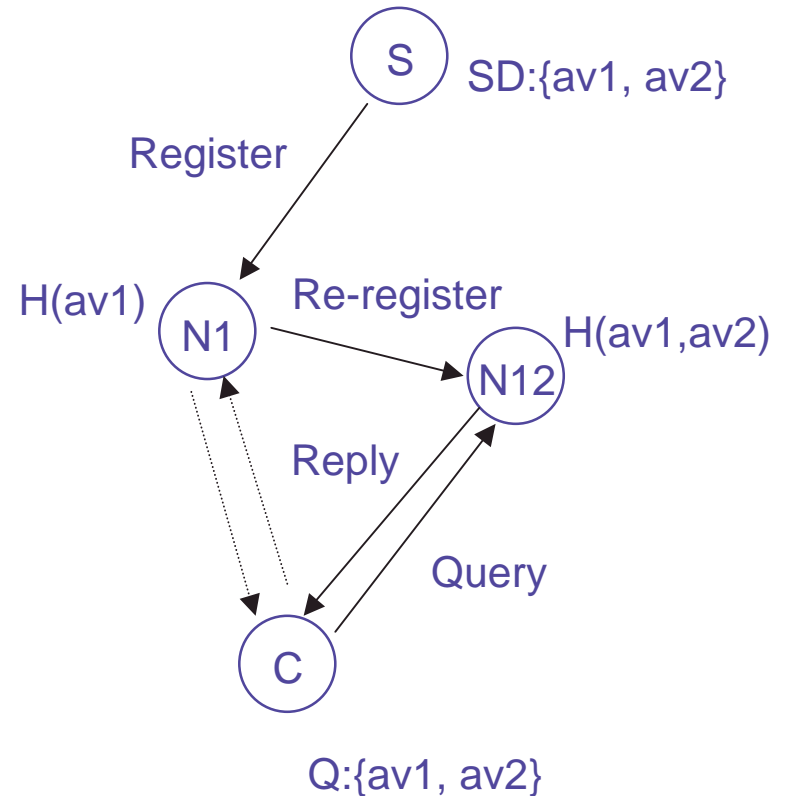 S
SD:{av1, av2}
Register
H(av1)
N1
Re-register
H(av1,av2)
N12
Reply
Query
C
Q:{av1, av2}